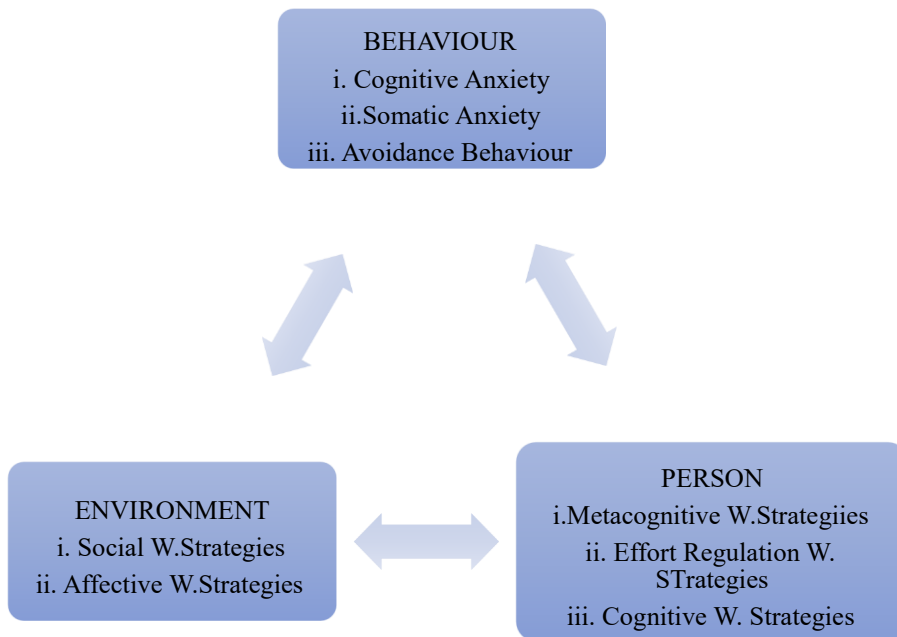 BEHAVIOUR
i. Cognitive Anxiety
ii.Somatic Anxiety
iii. Avoidance Behaviour
ENVIRONMENT
i. Social W.Strategies
ii. Affective W.Strategies
PERSON
i.Metacognitive W.Strategiies
ii. Effort Regulation W.
STrategies
iii. Cognitive W. Strategies